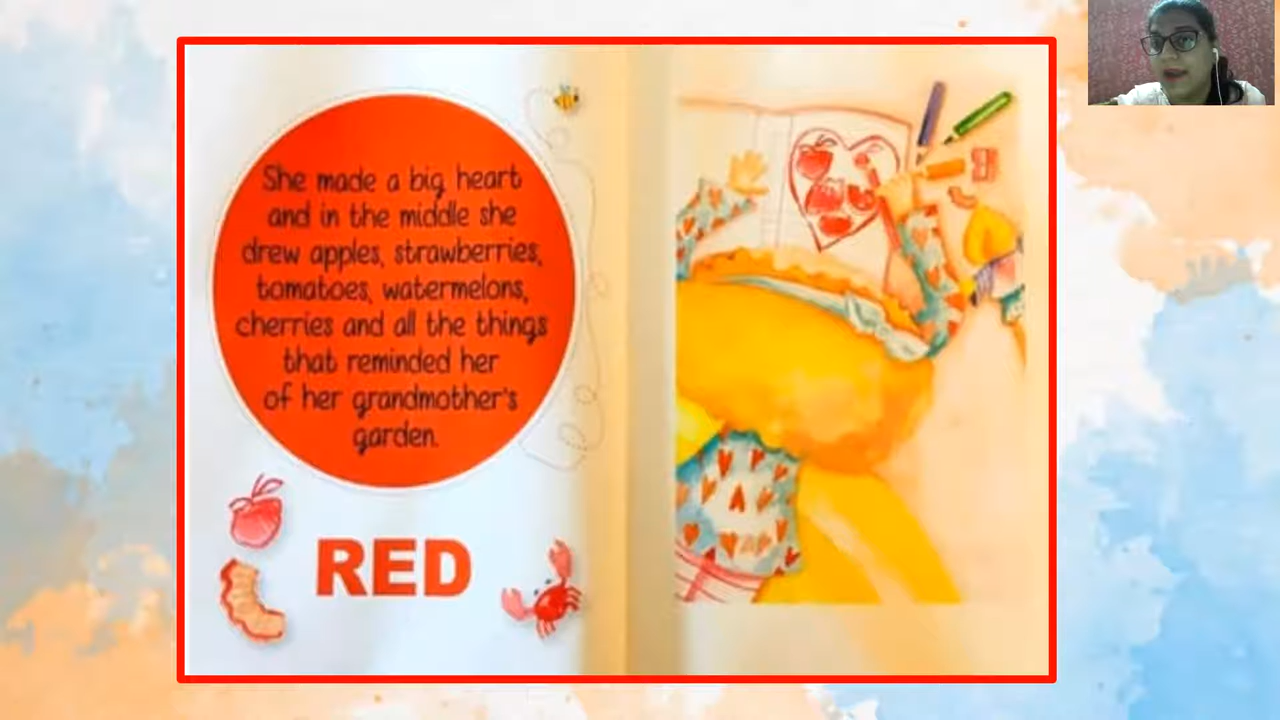 She made a big heart
and in the middle she
drew apples, strawberries,
tomatoes, watermelons,
cherries and all the things
that reminded her
of her grandmother's
garden.
RED